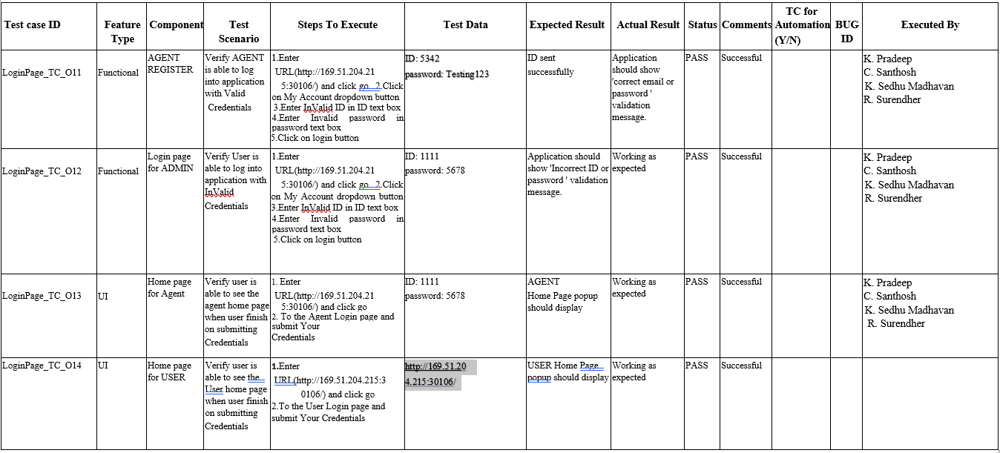 Test case ID
Feature
Type
Component
Test
Scenario
Steps To Execute
Test Data
Expected Result
Actual Result
Status
Comments
TC for
Automation
(Y/N)
BUG
ID
Executed By
LoginPage_TC_O11
Functional
AGENT
REGISTER
Verify AGENT
is able to log
into application
with Valid
Credentials
1.Enter
URL(http://169.51.204.21
5:30106/) and click go 2.Click
on My Account dropdown button
3.Enter InValid ID in ID text box
4.Enter Invalid password in
password text box
5.Click on login button
ID: 5342
password: Testing123
ID sent
successfully
Application
should show
'correct email or
password '
validation
message.
PASS
Successful
K. Pradeep
C. Santhosh
K. Sedhu Madhavan
R. Surendher
LoginPage_TC_O12
Functional
Login page
for ADMIN
Verify User is
able to log into
application with
InValid
Credentials
1.Enter
URL(http://169.51.204.21
5:30106/) and click go 2.Click
on My Account dropdown button
3.Enter InValid ID in ID text box
4.Enter Invalid password in
password text box
5.Click on login button
ID: 1111
password: 5678
Application should
show 'Incorrect ID or
password ' validation
message.
Working as
expected
PASS
Successful
K. Pradeep
C. Santhosh
K. Sedhu Madhavan
R. Surendher
LoginPage_TC_O13
UI
Home page
for Agent
Verify user is
able to see the
agent home page
when user finish
on submitting
Credentials
1. Enter
URL(http://169.51.204.21
5:30106/) and click go
2. To the Agent Login page and
submit Your
Credentials
ID: 1111
password: 5678
AGENT
Home Page popup
should display
Working as
expected
PASS
Successful
K. Pradeep
C. Santhosh
K. Sedhu Madhavan
R. Surendher
LoginPage_TC_O14
UI
Home page
for USER
Verify user is
able to see the
User home page
when user finish
on submitting
Credentials
1.Enter
URL(http://169.51.204.215:3
0106/) and click go
2.To the User Login page and
submit Your Credentials
http://169.51.20
4.215:30106/
USER Home Page
popup should display
Working as
expected
PASS
Successful